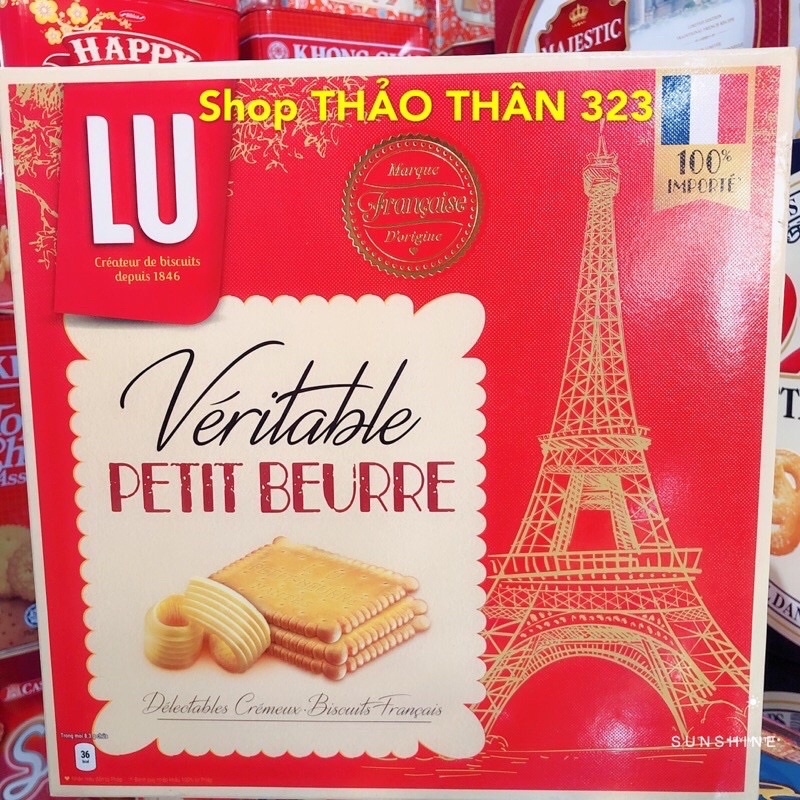 HAPPY
MAJESTIC
Shop THẢO THÂN 323
LU
Créateur de biscuits
depuis 1846
Marque
Française
D'origine
100%
IMPORTÉ
Véritable
PETIT BEURRE
Délectables Crémeux Biscuits Français
36
kcal
SUNSHINE